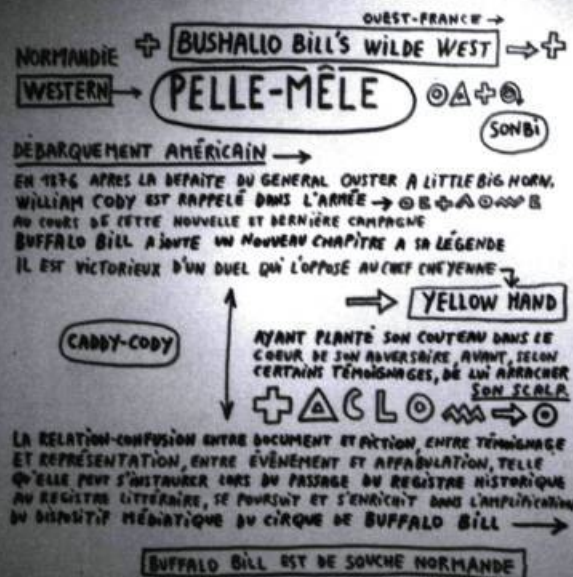 OUEST-FRANCE →
NORMANDIE
BUSHALLO BILL'S WILDE WEST
WESTERN →
PELLE-MÊLE
SONBI
DÉBARQUEMENT AMÉRICAIN →
EN 1876 APRES LA DEFAITE DU GENERAL OUSTER A LITTLE BIG HORN.
WILLIAM CODY EST RAPPELÉ DANS L'ARMÉE →
AU COURS DE CETTE NOUVELLE ET DERNIÈRE CAMPAGNE
BUFFALO BILL AJOUTE UN NOUVEAU CHAPITRE A SA LÉGENDE
IL EST VICTORIEUX D'UN DUEL QUI L'OPPOSE AU CHEF CHEYENNE
YELLOW HAND
CADDY-CODY
AYANT PLANTÉ SON COUTEAU DANS LE
COEUR DE SON ADVERSAIRE, AVANT, SELON
CERTAINS TÉMOIGNAGES, DE LUI ARRACHER
SON SCALP.
LA RELATION-CONFUSION ENTRE DOCUMENT ET FICTION, ENTRE TÉMOIGNAGE
ET REPRÉSENTATION, ENTRE ÉVÈNEMENT ET AFFABULATION, TELLE
QU'ELLE PEUT S'INSTAURER LORS DU PASSAGE DU REGISTRE HISTORIQUE
AU REGISTRE LITTÉRAIRE, SE POURSUIT ET S'ENRICHIT DANS L'AMPLIFICATION
DU DISPOSITIF MÉDIATIQUE DU CIRQUE DE BUFFALO BILL →
BUFFALO BILL EST DE SOUCHE NORMANDE